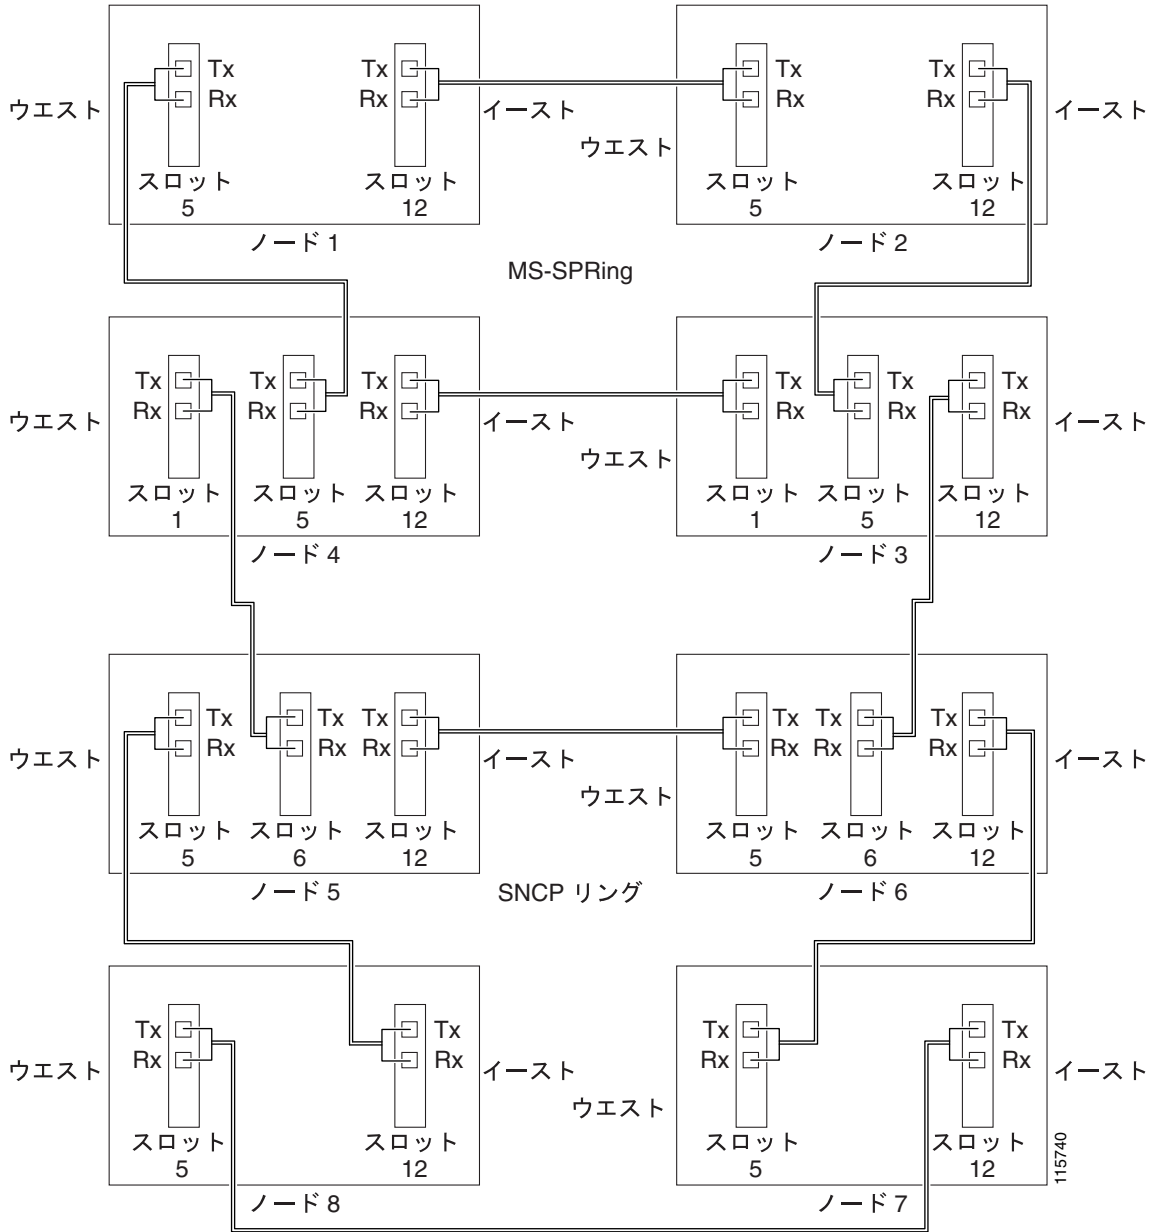 Tx
Tx
Tx
Tx
Rx
Rx
Rx
Rx
ウエスト
イースト
ウエスト
イースト
スロット
5
スロット
12
スロット
5
スロット
12
ノード 1
ノード 2
MS-SPRing
Tx
Tx
Tx
Tx
Tx
Tx
Rx
Rx
Rx
Rx
Rx
Rx
ウエスト
イースト
ウエスト
イースト
スロット
1
スロット
5
スロット
12
スロット
1
スロット
5
スロット
12
ノード 4
ノード 3
Tx
Tx
Tx
Tx
Tx
Tx
Rx
Rx
Rx
Rx
Rx
Rx
ウエスト
イースト
ウエスト
イースト
スロット
5
スロット
6
スロット
12
スロット
5
スロット
6
スロット
12
ノード 5
SNCP リング
ノード 6
Tx
Tx
Tx
Tx
Rx
Rx
Rx
Rx
ウエスト
イースト
ウエスト
イースト
スロット
5
スロット
12
スロット
5
スロット
12
115740
ノード 8
ノード 7